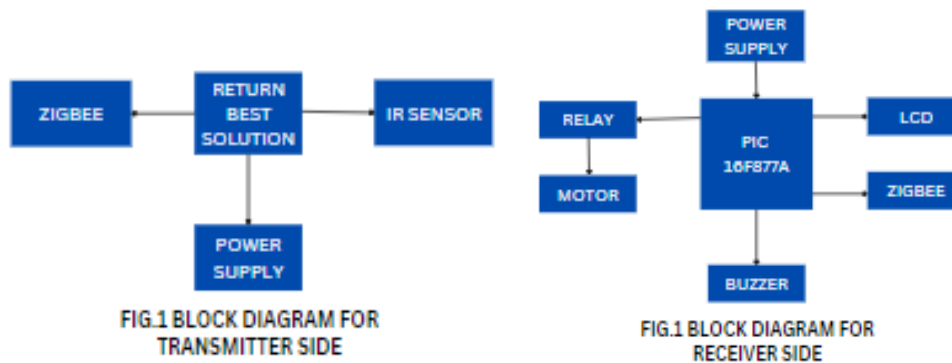 ZIGBEE
RETURN
BEST
SOLUTION
IR SENSOR
POWER
SUPPLY
FIG.1 BLOCK DIAGRAM FOR
TRANSMITTER SIDE
POWER
SUPPLY
RELAY
PIC
16F877A
LCD
MOTOR
ZIGBEE
BUZZER
FIG.1 BLOCK DIAGRAM FOR
RECEIVER SIDE